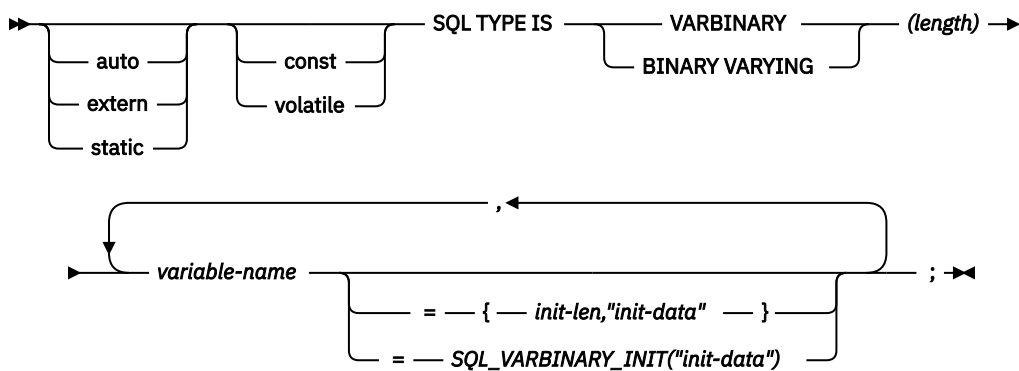 SQL TYPE IS VARBINARY (length)
auto const BINARY VARYING
extern volatile
static
,
variable-name ;
= { init-len,"init-data" }
= SQL_VARBINARY_INIT("init-data")